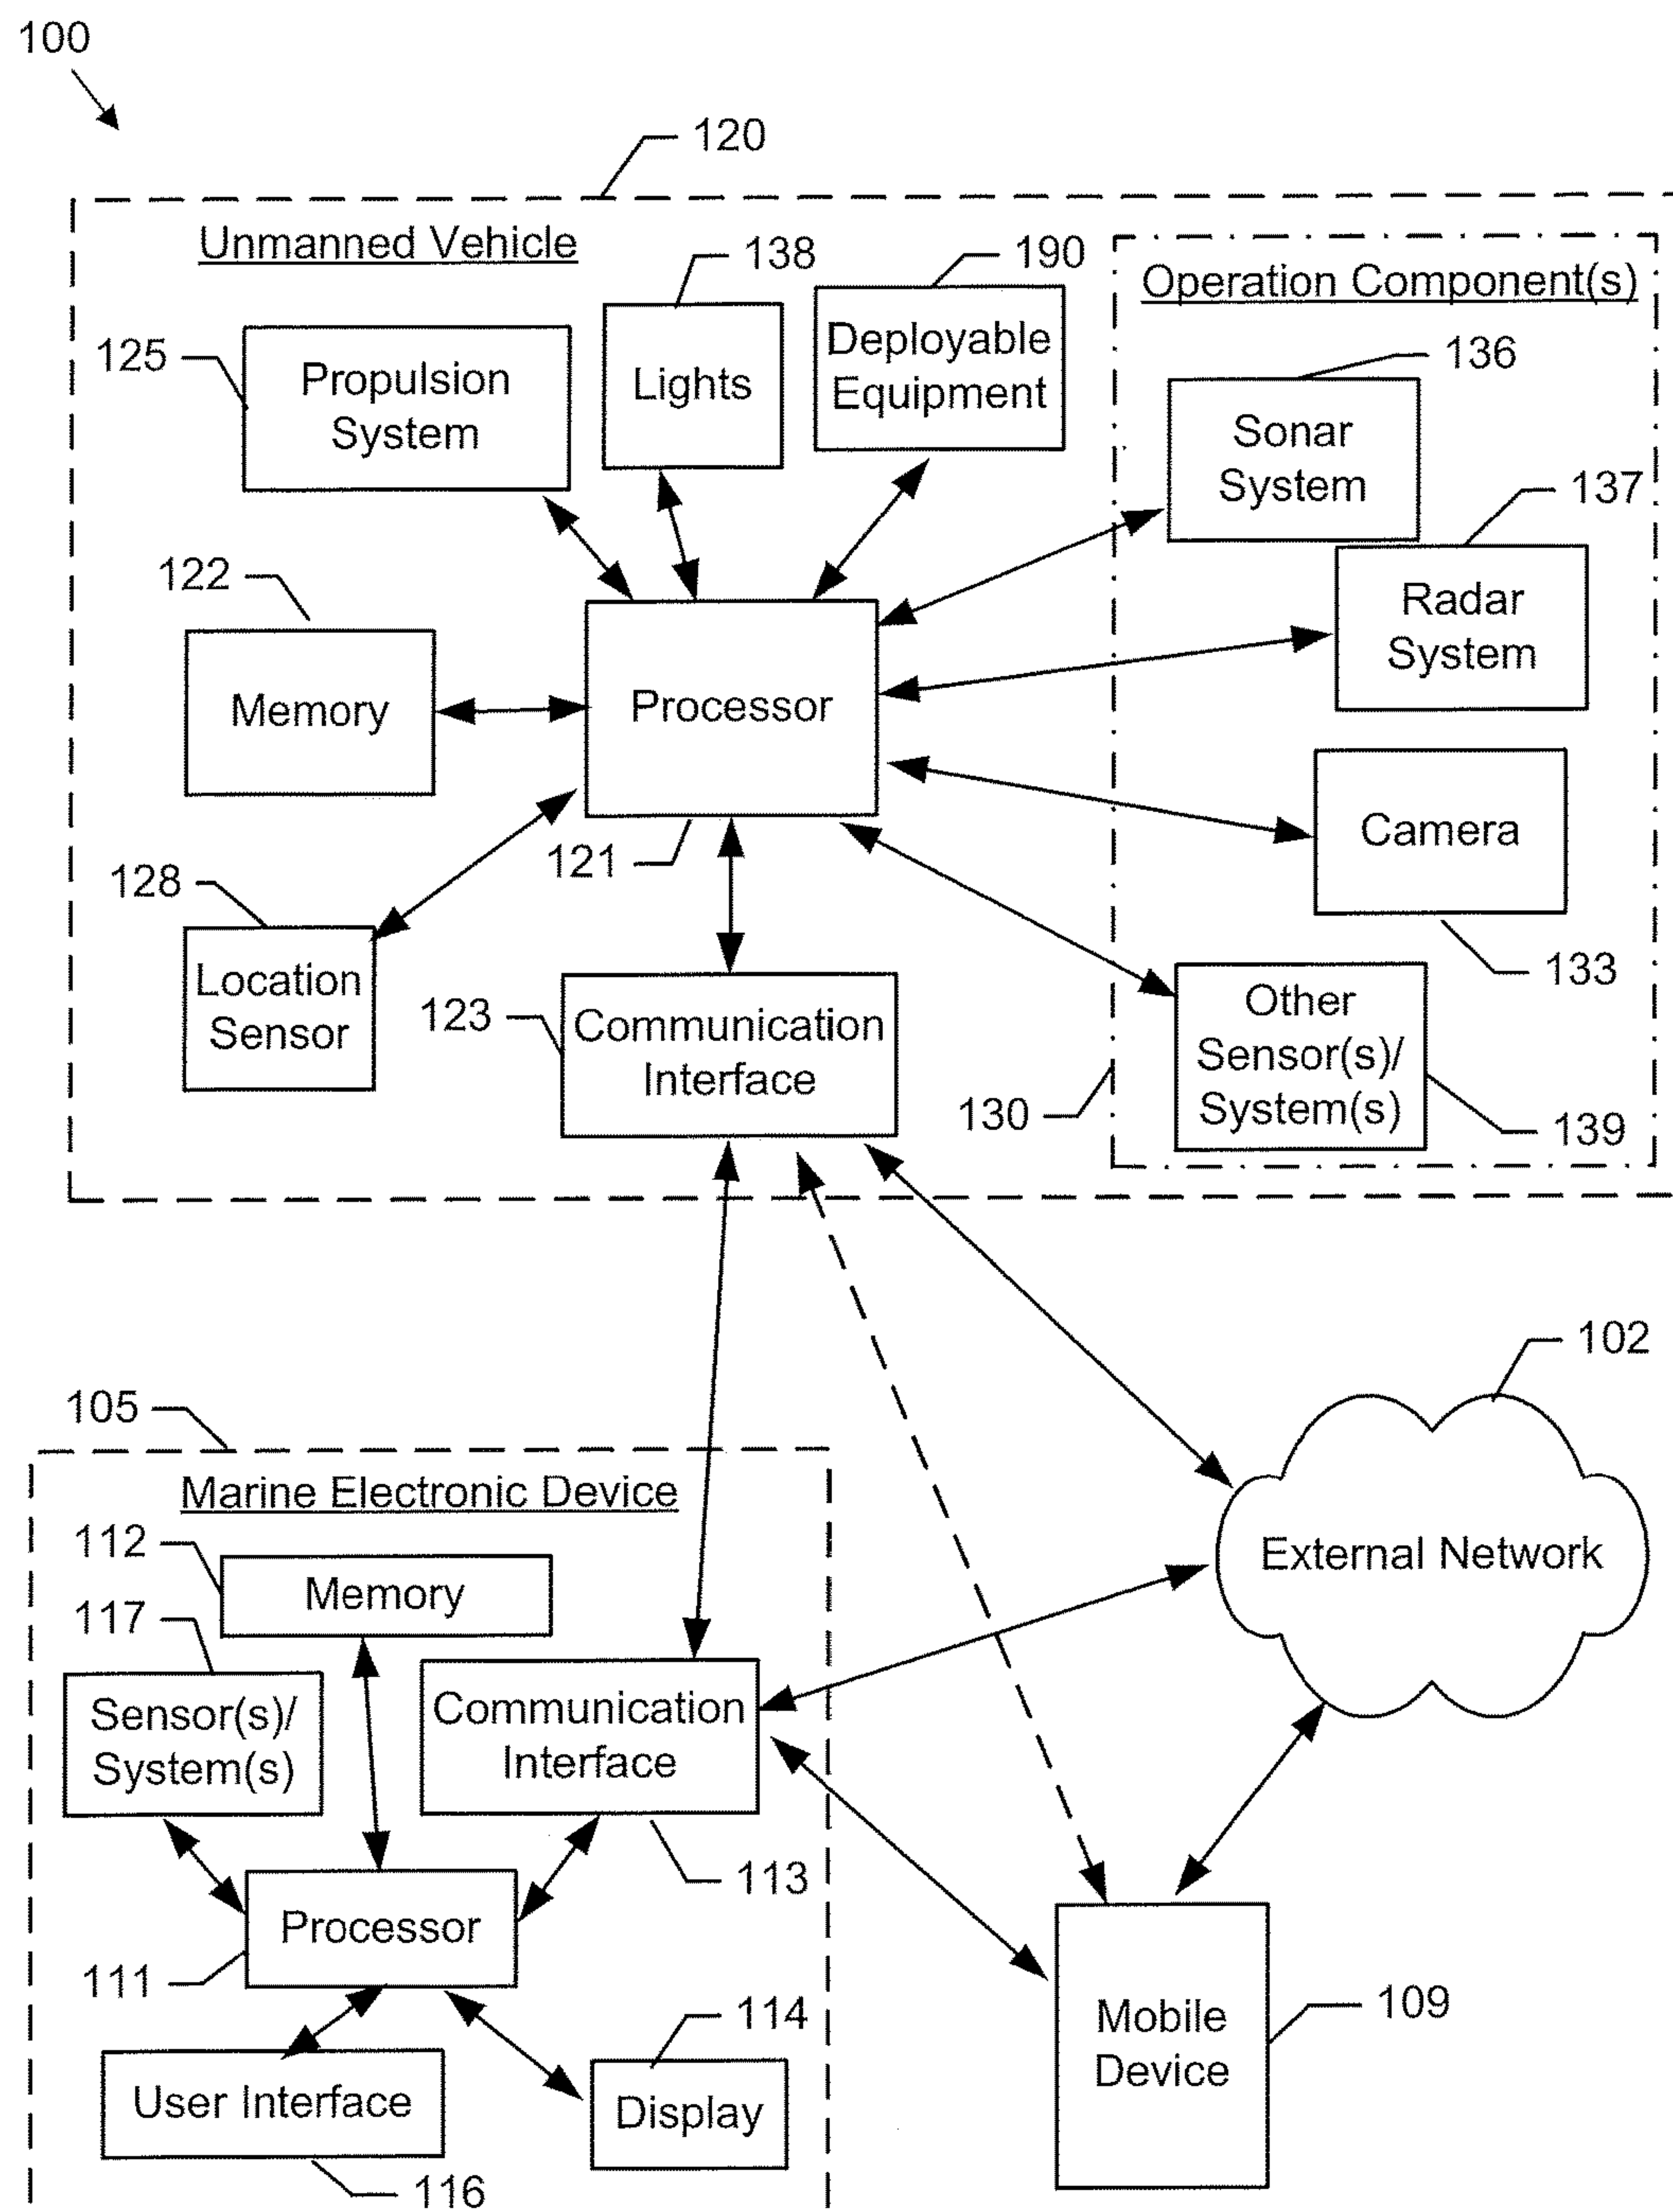 100
120
Unmanned Vehicle
138
190
Operation Component(s)
125
Propulsion
System
Lights
Deployable
Equipment
136
Sonar
System
137
122
Radar
System
Memory
Processor
Camera
121
128
133
Location
Sensor
123
Communication
Interface
Other
Sensor(s)/
System(s)
130
139
102
105
Marine Electronic Device
External Network
112
Memory
117
Sensor(s)/
System(s)
Communication
Interface
113
Processor
111
114
109
Mobile
Device
User Interface
Display
116